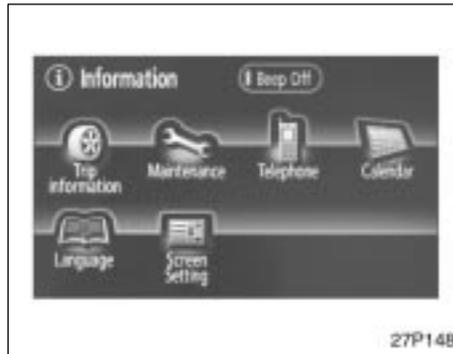 i Information
Beep Off
Trip
information
Maintenance
Telephone
Calendar
Language
Screen
Setting
27P148